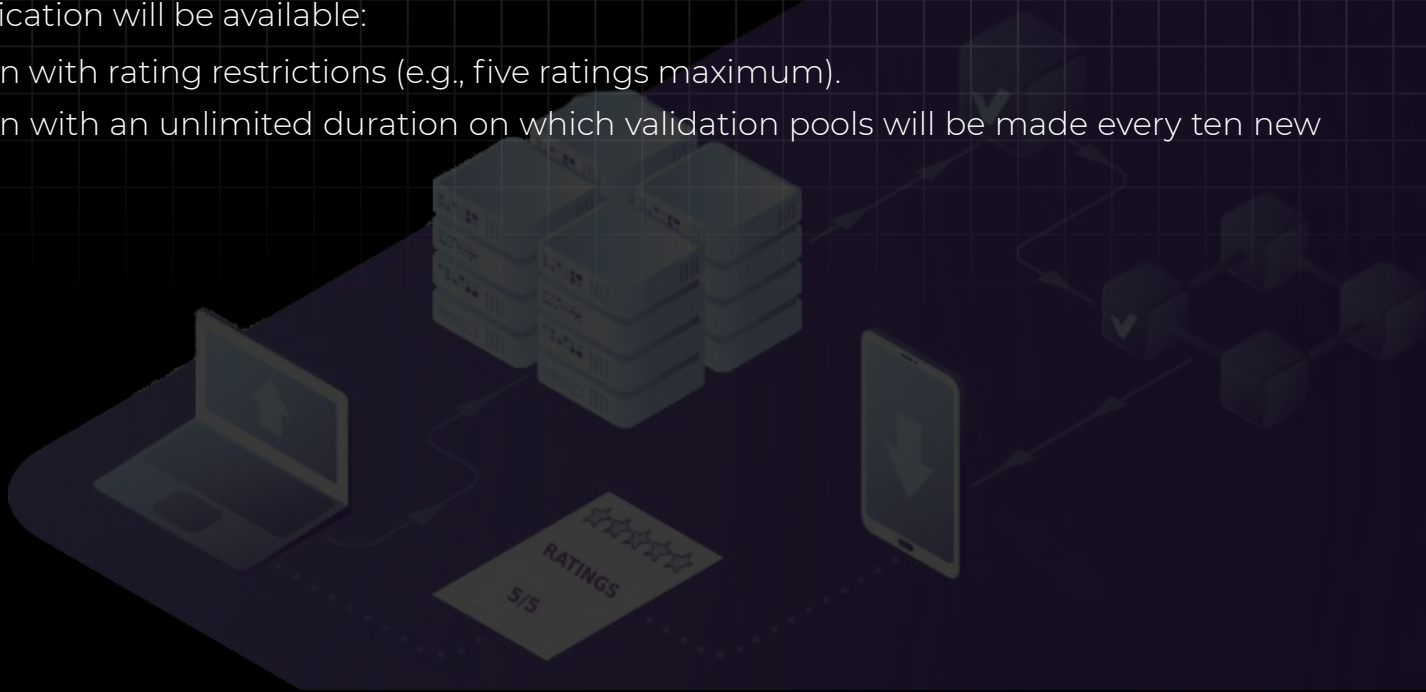 ication will be available:
n with rating restrictions (e.g., five ratings maximum).
n with an unlimited duration on which validation pools will be made every ten new
RATINGS
5/5